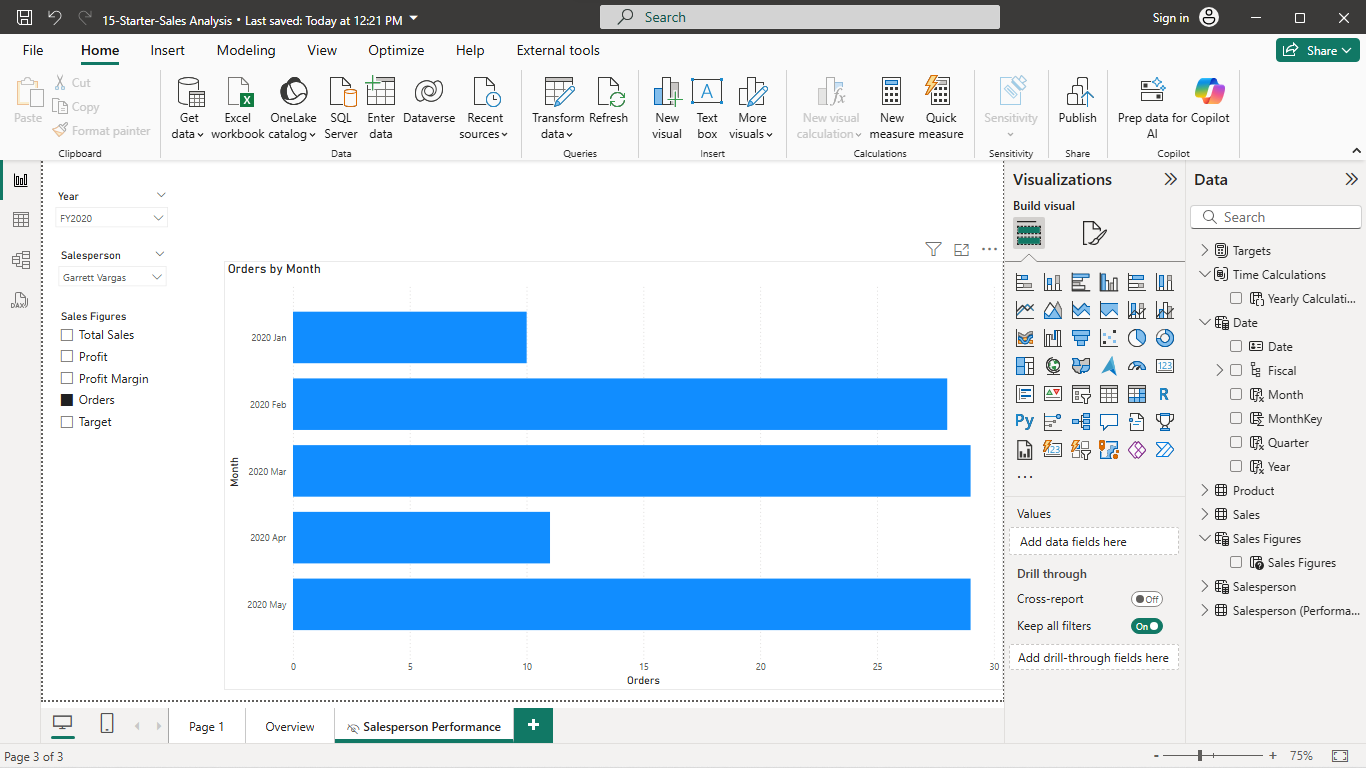 15-Starter-Sales Analysis • Last saved: Today at 12:21 PM
Search
Sign in
File
Home
Insert
Modeling
View
Optimize
Help
External tools
Share
Paste
Cut
Copy
Format painter
Clipboard
Get data
Excel workbook
OneLake catalog
SQL Server
Enter data
Dataverse
Recent sources
Data
Transform data
Refresh
Queries
New visual
Text box
More visuals
Insert
New visual calculation
New measure
Quick measure
Calculations
Sensitivity
Sensitivity
Publish
Share
Prep data for AI
Copilot
Copilot
Year
FY2020
Salesperson
Garrett Vargas
Sales Figures
Total Sales
Profit
Profit Margin
Orders
Target
Orders by Month
Month
2020 Jan
2020 Feb
2020 Mar
2020 Apr
2020 May
0 5 10 15 20 25 30
Orders
Visualizations
Build visual
123
R
Py
123
Values
Add data fields here
Drill through
Cross-report
Off
Keep all filters
On
Add drill-through fields here
Data
Search
Targets
Time Calculations
Yearly Calculati...
Date
Date
Fiscal
Month
MonthKey
Quarter
Year
Product
Sales
Sales Figures
Sales Figures
Salesperson
Salesperson (Performa...
DAX
Page 1
Overview
Salesperson Performance
+
Page 3 of 3
- + 75%